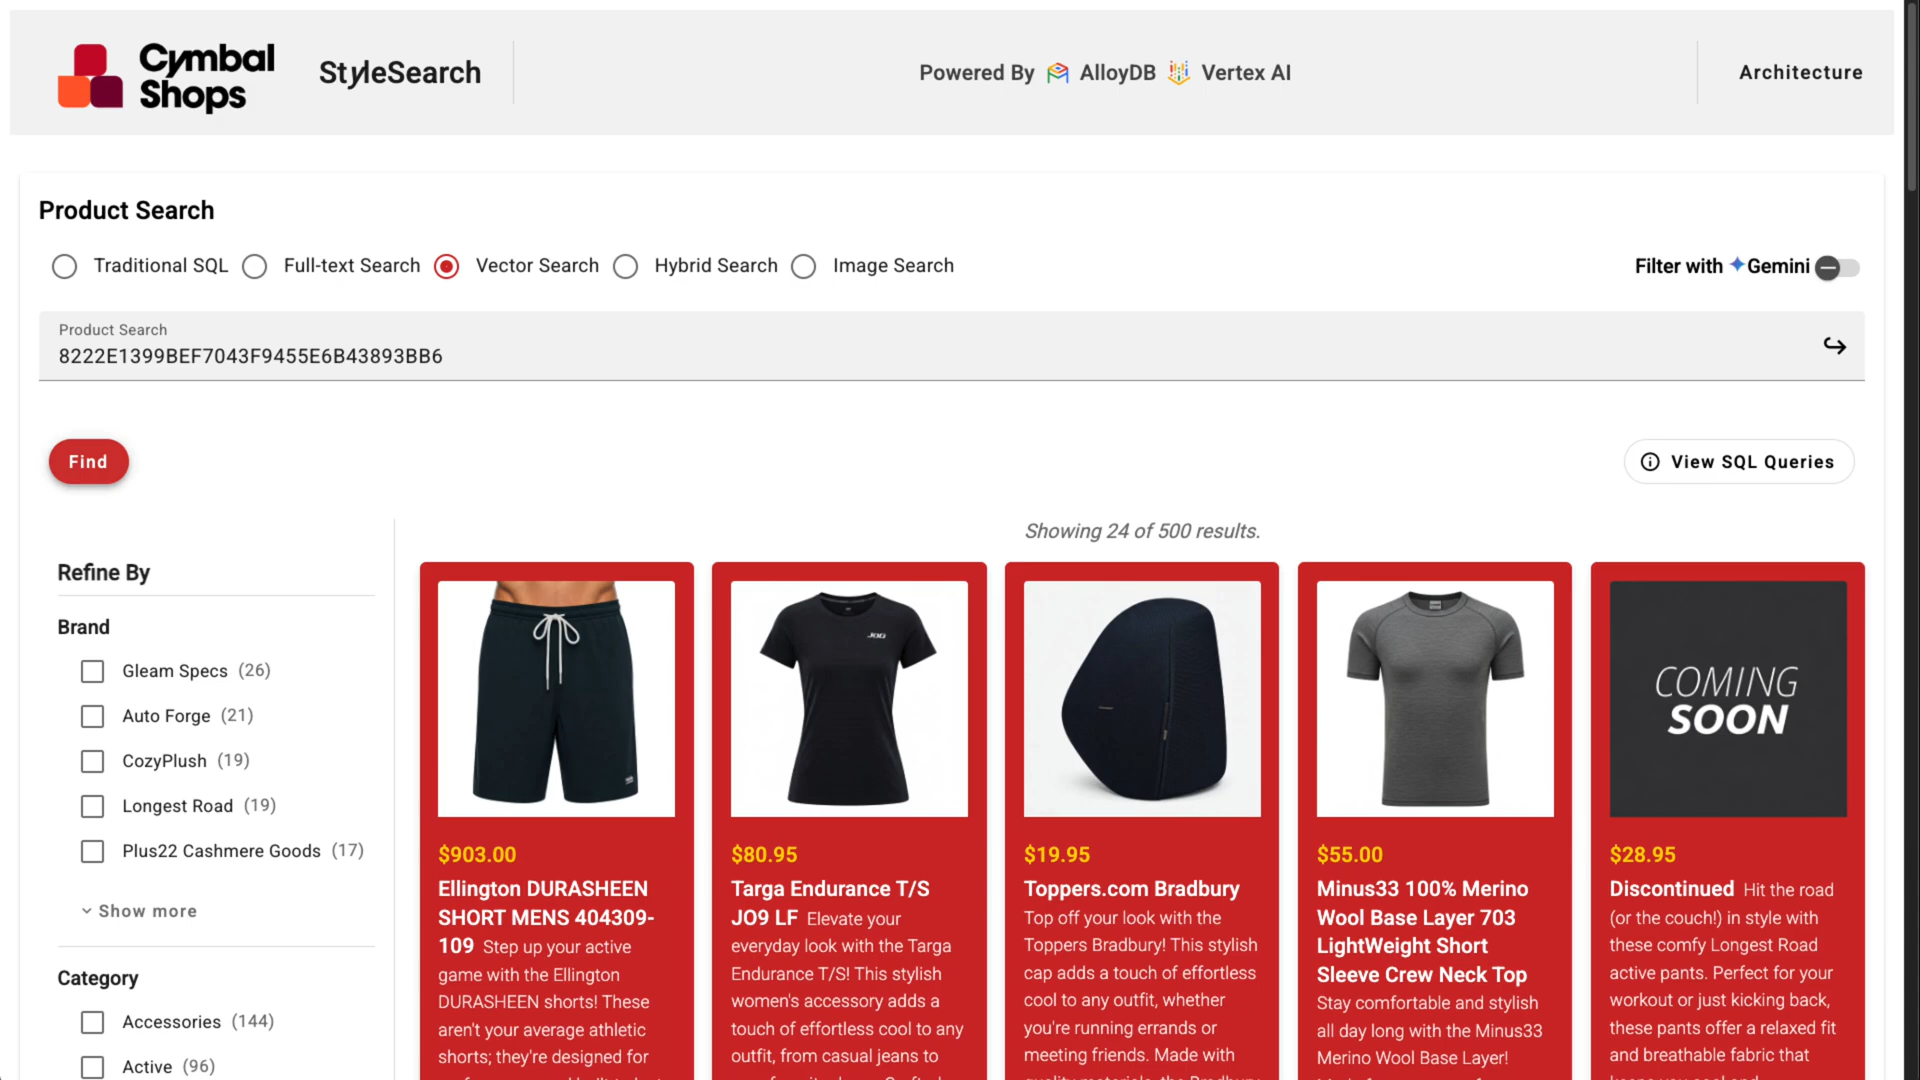 Cymbal
Shops
StyleSearch
Powered By AlloyDB Vertex AI
Architecture
Product Search
Traditional SQL
Full-text Search
Vector Search
Hybrid Search
Image Search
Filter with Gemini
Product Search
8222E1399BEF7043F9455E6B43893BB6
Find
View SQL Queries
Showing 24 of 500 results.
Refine By
Brand
Gleam Specs (26)
Auto Forge (21)
CozyPlush (19)
Longest Road (19)
Plus22 Cashmere Goods (17)
Show more
Category
Accessories (144)
Active (96)
$903.00
Ellington DURASHEEN
SHORT MENS 404309-
109 Step up your active
game with the Ellington
DURASHEEN shorts! These
aren't your average athletic
shorts; they're designed for
JOG
$80.95
Targa Endurance T/S
JO9 LF Elevate your
everyday look with the Targa
Endurance T/S! This stylish
women's accessory adds a
touch of effortless cool to any
outfit, from casual jeans to
$19.95
Toppers.com Bradbury
Top off your look with the
Toppers Bradbury! This stylish
cap adds a touch of effortless
cool to any outfit, whether
you're running errands or
meeting friends. Made with
quality materials, the Bradbury
$55.00
Minus33 100% Merino
Wool Base Layer 703
LightWeight Short
Sleeve Crew Neck Top
Stay comfortable and stylish
all day long with the Minus33
Merino Wool Base Layer!
COMING
SOON
$28.95
Discontinued Hit the road
(or the couch!) in style with
these comfy Longest Road
active pants. Perfect for your
workout or just kicking back,
these pants offer a relaxed fit
and breathable fabric that